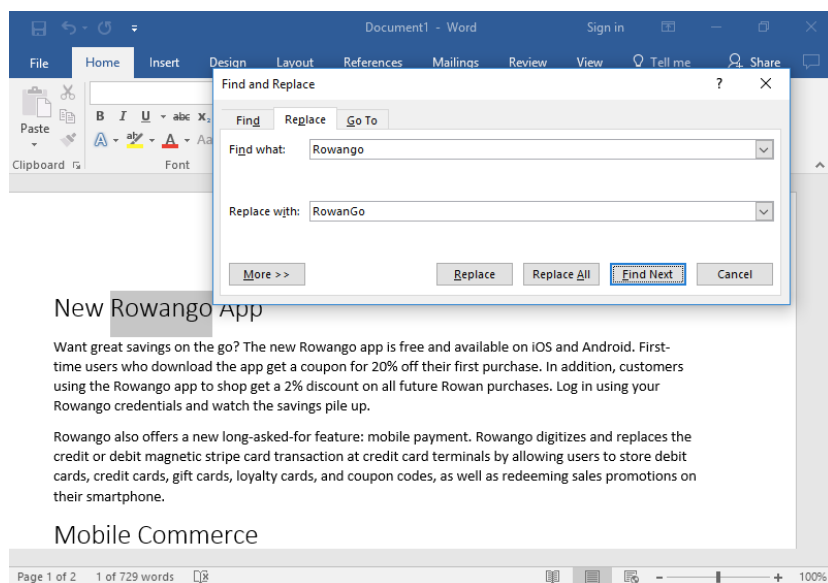 Document1 - Word
Sign in
File Home Insert Design Layout References Mailings Review View Tell me Share
Find and Replace
?
Find Replace Go To
Find what: Rowango
Replace with: RowanGo
More >> Replace Replace All Find Next Cancel
Paste
B I U abc X
A aby A Aa
Clipboard Font
New Rowango App
Want great savings on the go? The new Rowango app is free and available on iOS and Android. First-
time users who download the app get a coupon for 20% off their first purchase. In addition, customers
using the Rowango app to shop get a 2% discount on all future Rowan purchases. Log in using your
Rowango credentials and watch the savings pile up.
Rowango also offers a new long-asked-for feature: mobile payment. Rowango digitizes and replaces the
credit or debit magnetic stripe card transaction at credit card terminals by allowing users to store debit
cards, credit cards, gift cards, loyalty cards, and coupon codes, as well as redeeming sales promotions on
their smartphone.
Mobile Commerce
Page 1 of 2 1 of 729 words 100%